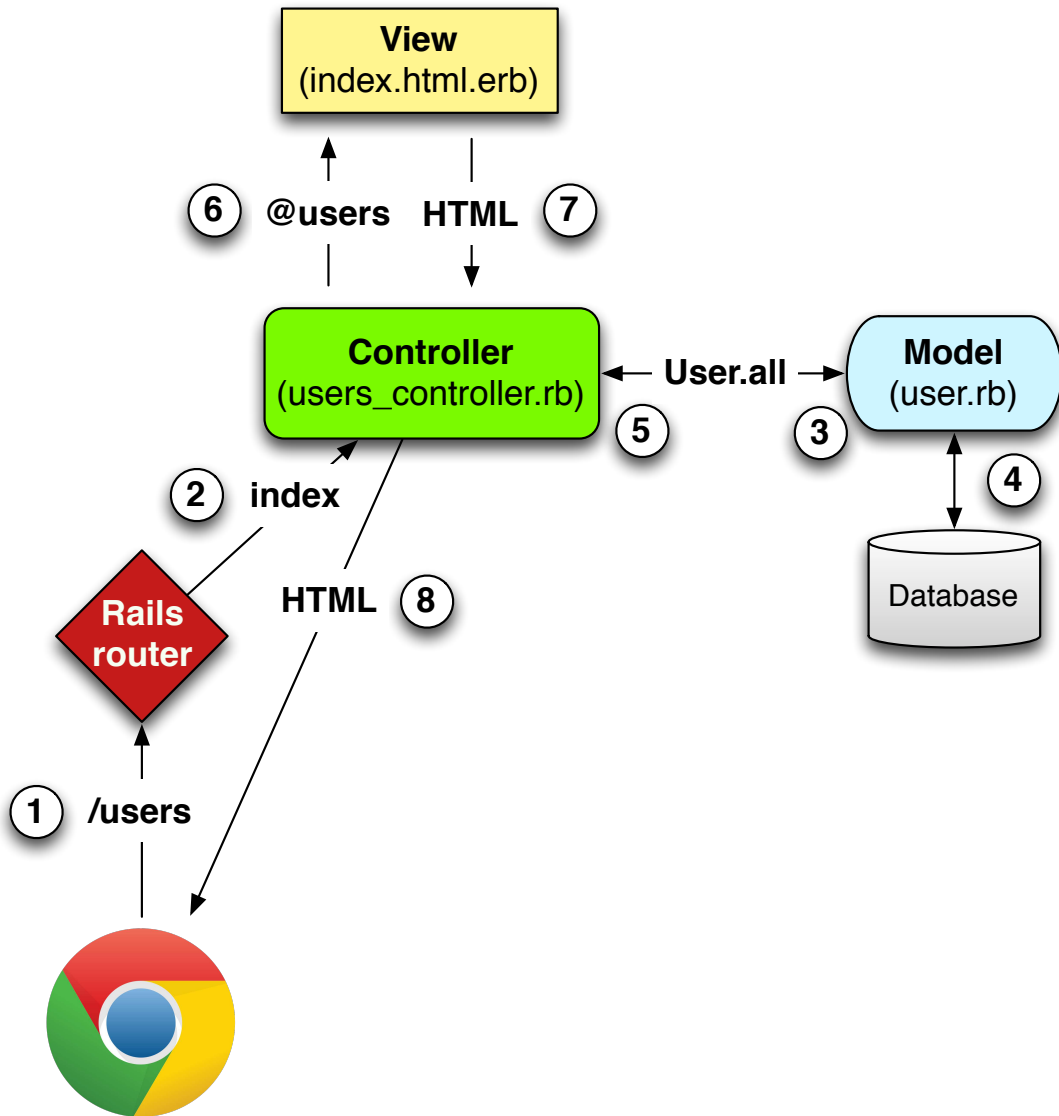 View
(index.html.erb)
6
@users
HTML
7
Controller
(users_controller.rb)
User.all
Model
(user.rb)
5
3
2
index
4
Rails
router
HTML
8
Database
1
/users